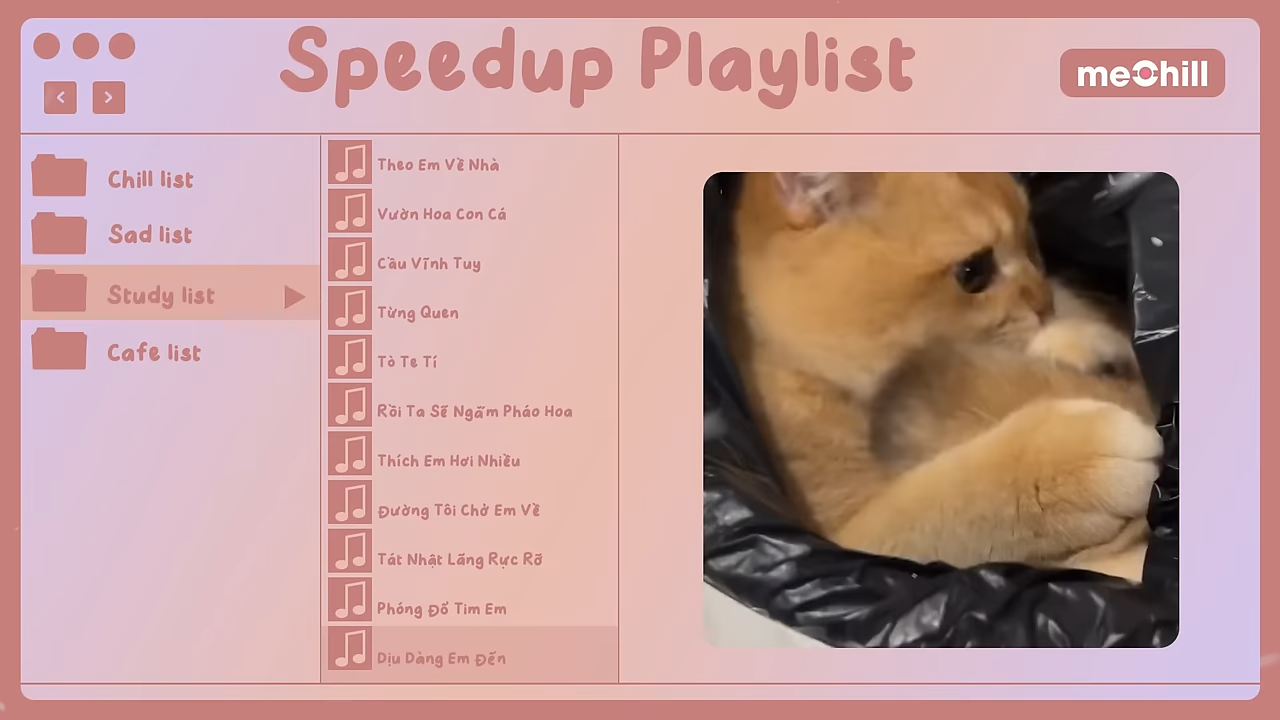 Speedup Playlist
meChill
Chill list
Sad list
Study list
Cafe list
Theo Em Về Nhà
Vườn Hoa Con Cá
Cầu Vĩnh Tuy
Từng Quen
Tò Te Tí
Rồi Ta Sẽ Ngắm Pháo Hoa
Thích Em Hơi Nhiều
Đường Tôi Chở Em Về
Tát Nhật Lãng Rực Rỡ
Phóng Đổ Tim Em
Dịu Dàng Em Đến